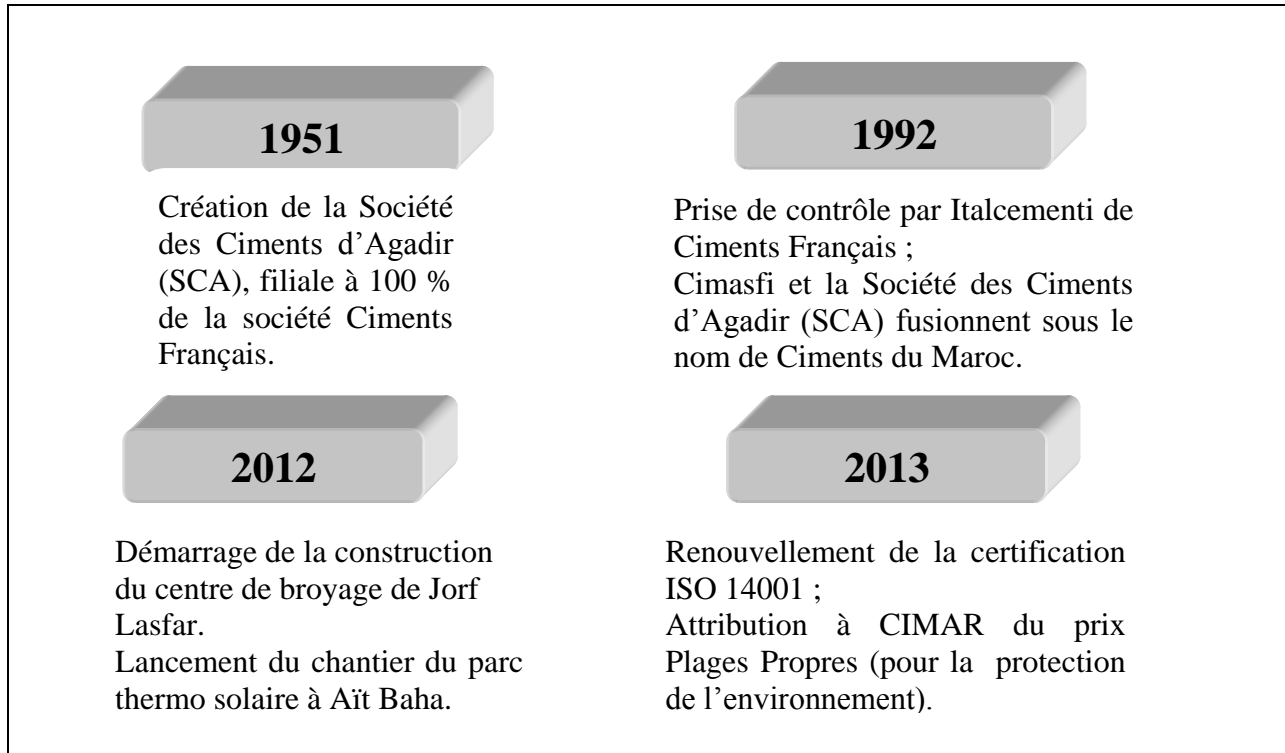 1951
Création de la Société
des Ciments d’Agadir
(SCA), filiale à 100 %
de la société Ciments
Français.
1992
Prise de contrôle par Italcementi de
Ciments Français ;
Cimasfi et la Société des Ciments
d’Agadir (SCA) fusionnent sous le
nom de Ciments du Maroc.
2012
Démarrage de la construction
du centre de broyage de Jorf
Lasfar.
Lancement du chantier du parc
thermo solaire à Aït Baha.
2013
Renouvellement de la certification
ISO 14001 ;
Attribution à CIMAR du prix
Plages Propres (pour la protection
de l’environnement).